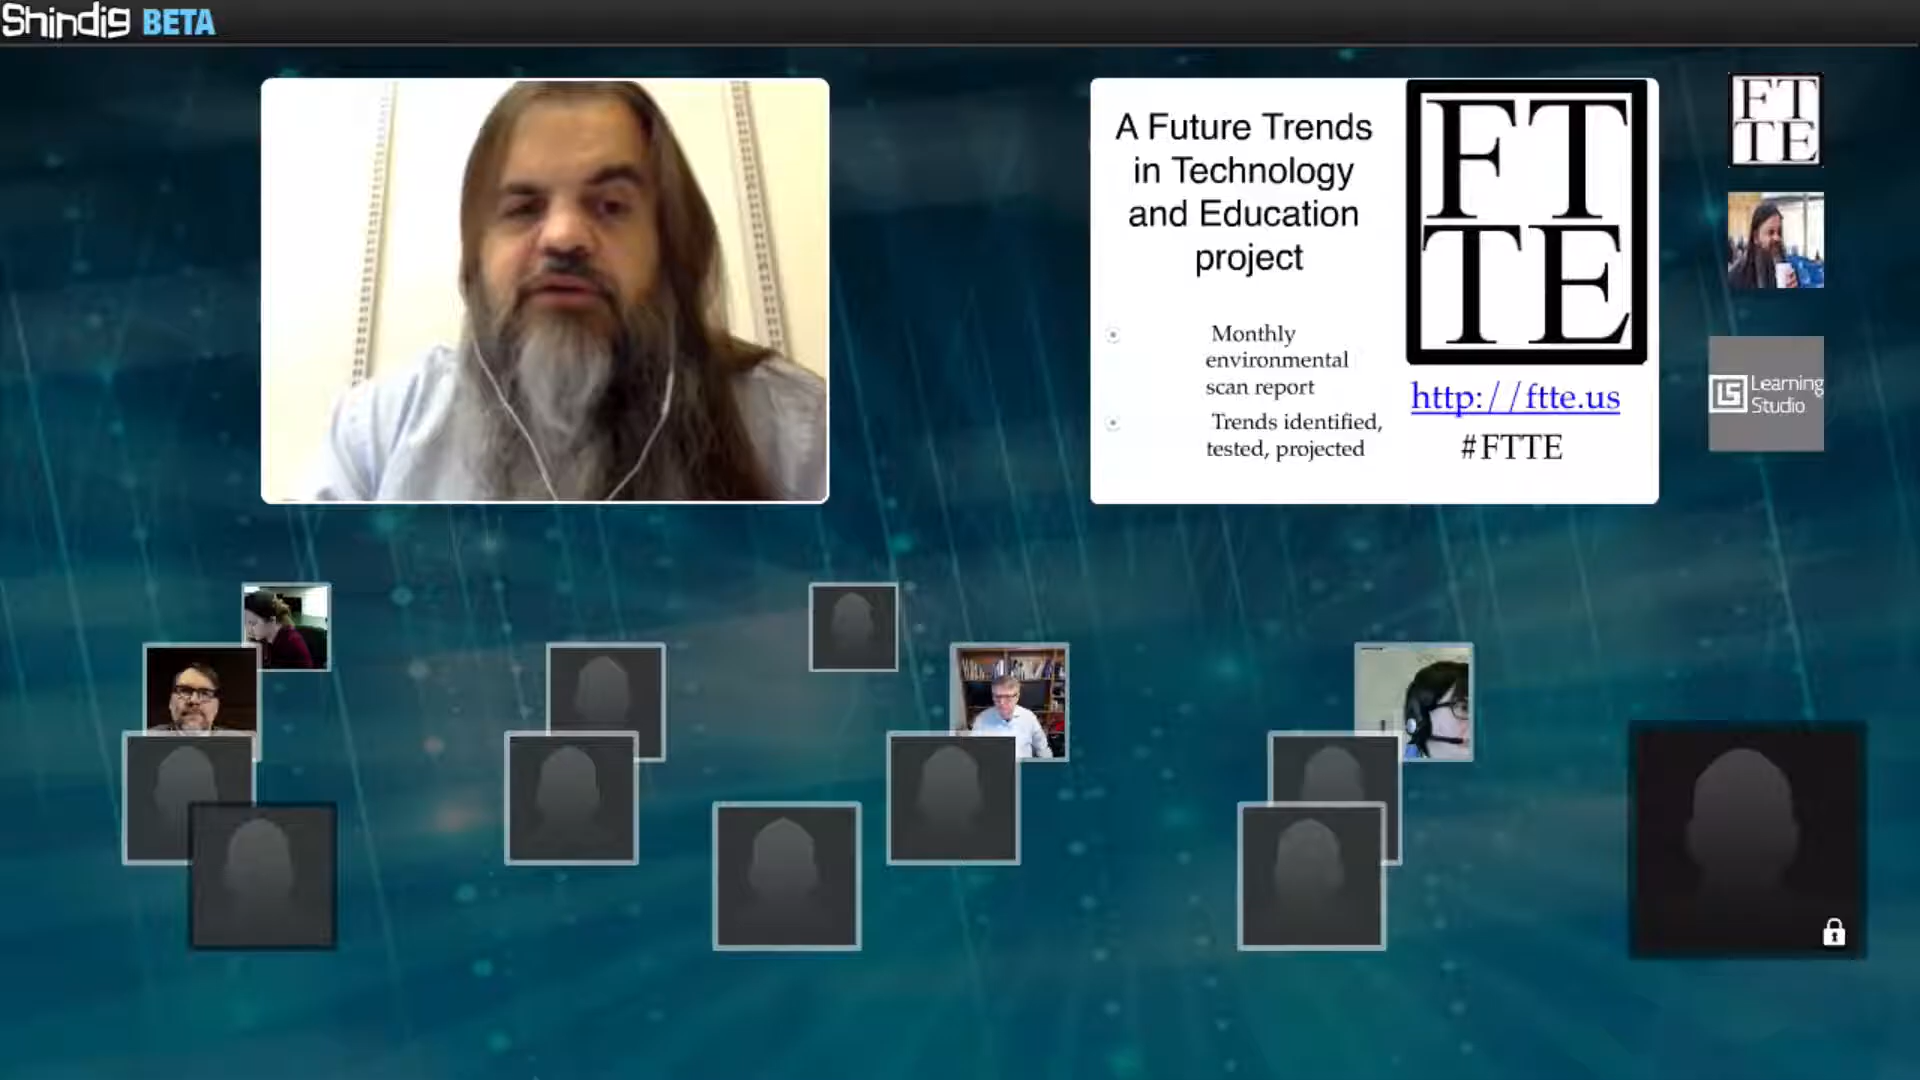 Shindig BETA
A Future Trends
in Technology
and Education
project
Monthly
environmental
scan report
Trends identified,
tested, projected
FT
TE
http://ftte.us
#FTTE
FT
TE
LS Learning
Studio